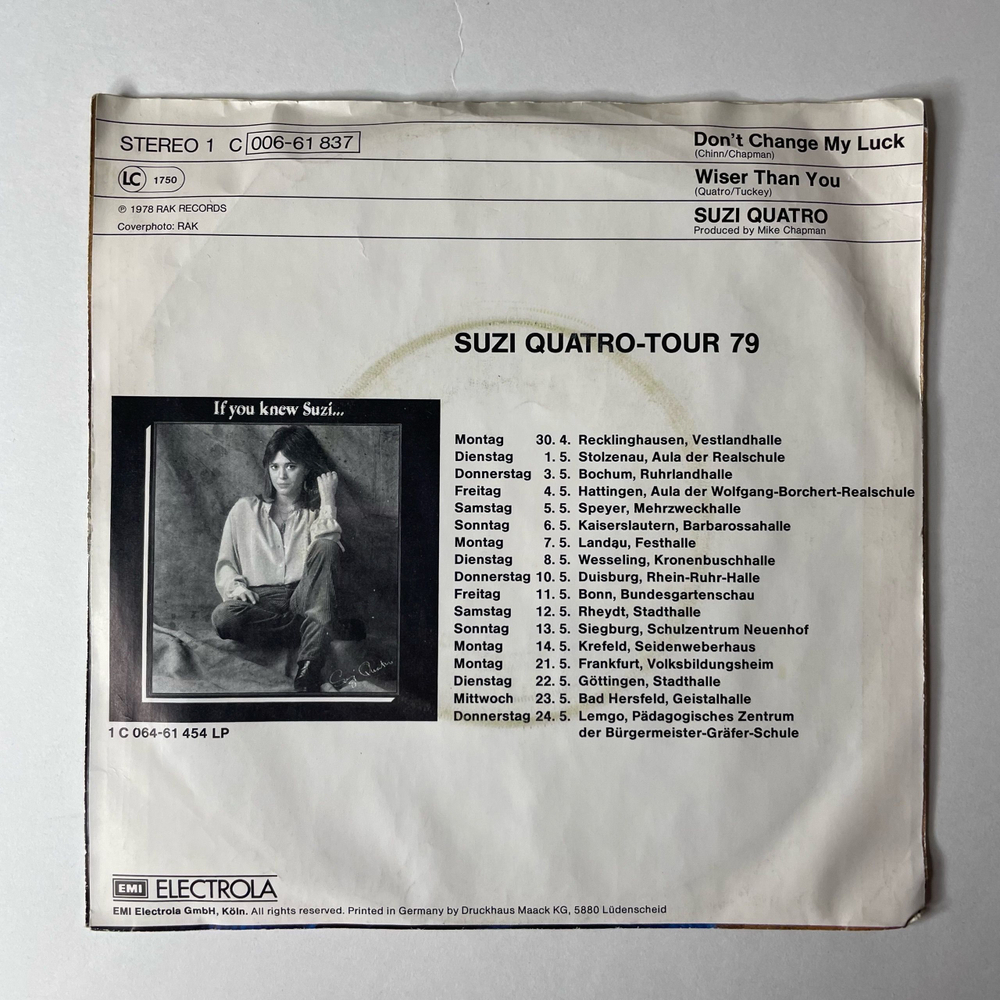 STEREO 1 C 006-61 837
LC 1750
℗ 1978 RAK RECORDS
Coverphoto: RAK
Don't Change My Luck
(Chinn/Chapman)
Wiser Than You
(Quatro/Tuckey)
SUZI QUATRO
Produced by Mike Chapman
SUZI QUATRO-TOUR 79
If you knew Suzi...
Suzi Quatro
1 C 064-61 454 LP
Montag 30. 4. Recklinghausen, Vestlandhalle
Dienstag 1. 5. Stolzenau, Aula der Realschule
Donnerstag 3. 5. Bochum, Ruhrlandhalle
Freitag 4. 5. Hattingen, Aula der Wolfgang-Borchert-Realschule
Samstag 5. 5. Speyer, Mehrzweckhalle
Sonntag 6. 5. Kaiserslautern, Barbarossahalle
Montag 7. 5. Landau, Festhalle
Dienstag 8. 5. Wesseling, Kronenbuschhalle
Donnerstag 10. 5. Duisburg, Rhein-Ruhr-Halle
Freitag 11. 5. Bonn, Bundesgartenschau
Samstag 12. 5. Rheydt, Stadthalle
Sonntag 13. 5. Siegburg, Schulzentrum Neuenhof
Montag 14. 5. Krefeld, Seidenweberhaus
Montag 21. 5. Frankfurt, Volksbildungsheim
Dienstag 22. 5. Göttingen, Stadthalle
Mittwoch 23. 5. Bad Hersfeld, Geistalhalle
Donnerstag 24. 5. Lemgo, Pädagogisches Zentrum
der Bürgermeister-Gräfer-Schule
EMI ELECTROLA
EMI Electrola GmbH, Köln. All rights reserved. Printed in Germany by Druckhaus Maack KG, 5880 Lüdenscheid